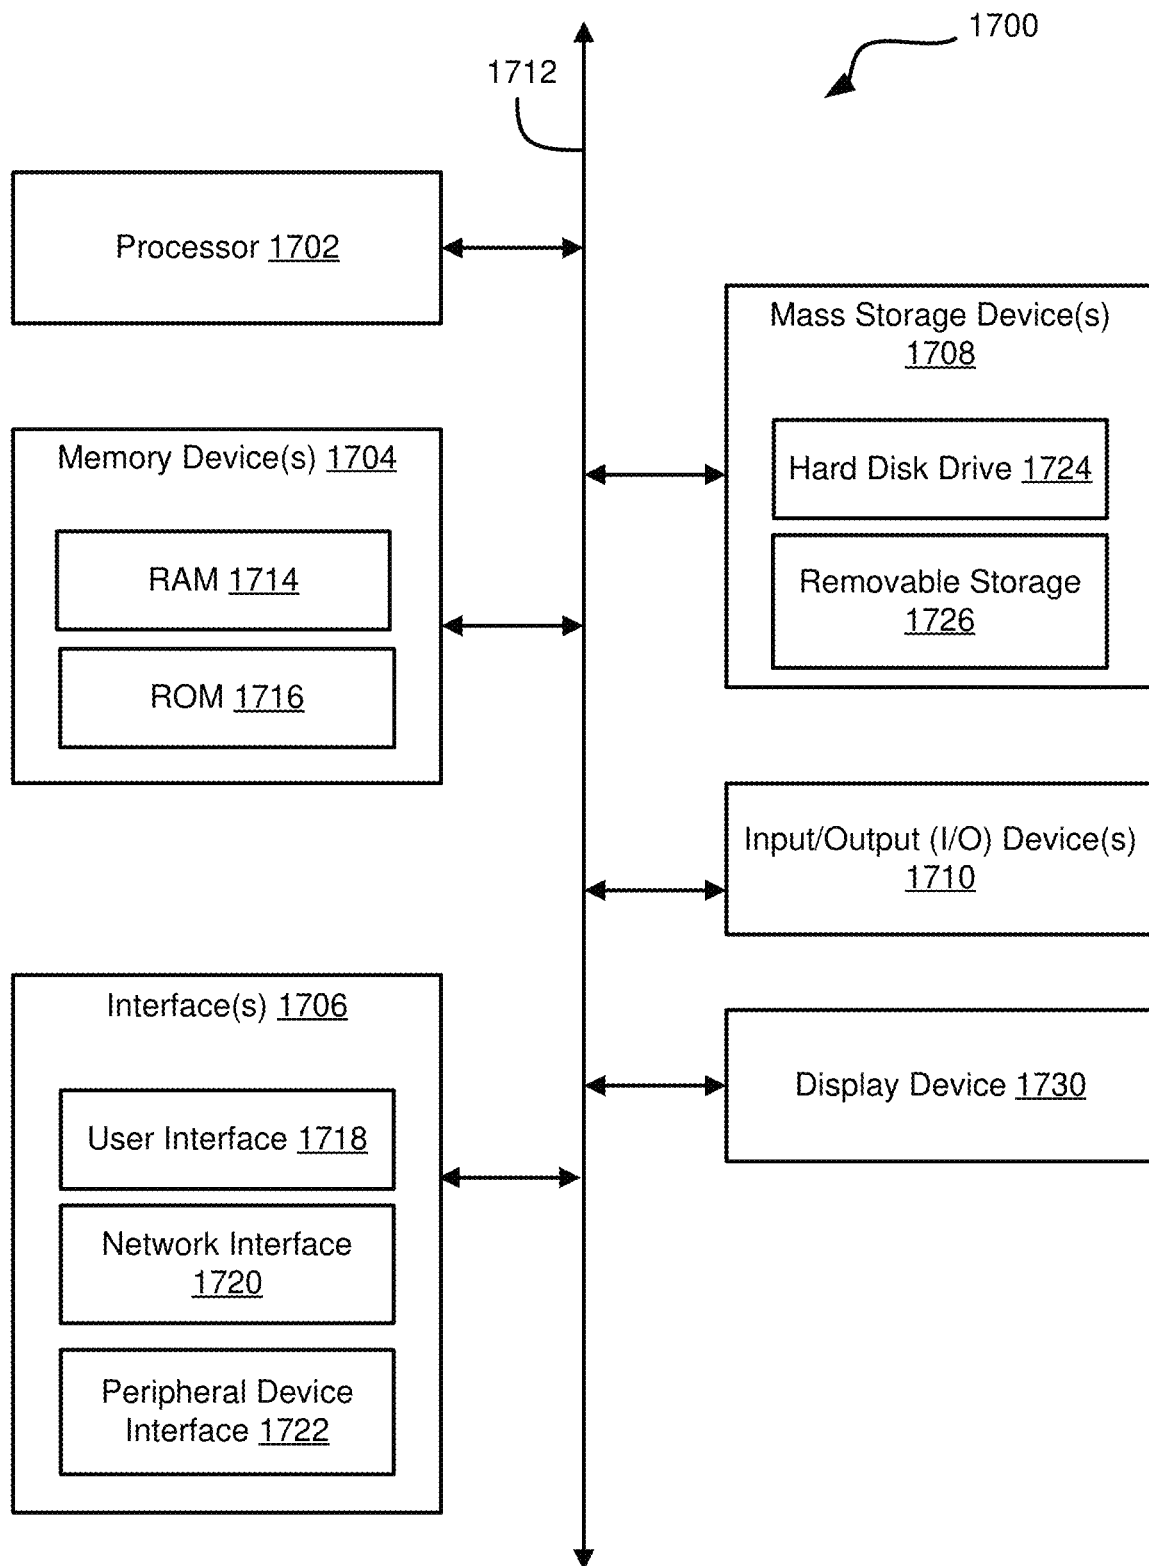 1700
1712
Processor 1702
Mass Storage Device(s)
1708
Hard Disk Drive 1724
Removable Storage
1726
Memory Device(s) 1704
RAM 1714
ROM 1716
Input/Output (I/O) Device(s)
1710
Display Device 1730
Interface(s) 1706
User Interface 1718
Network Interface
1720
Peripheral Device
Interface 1722